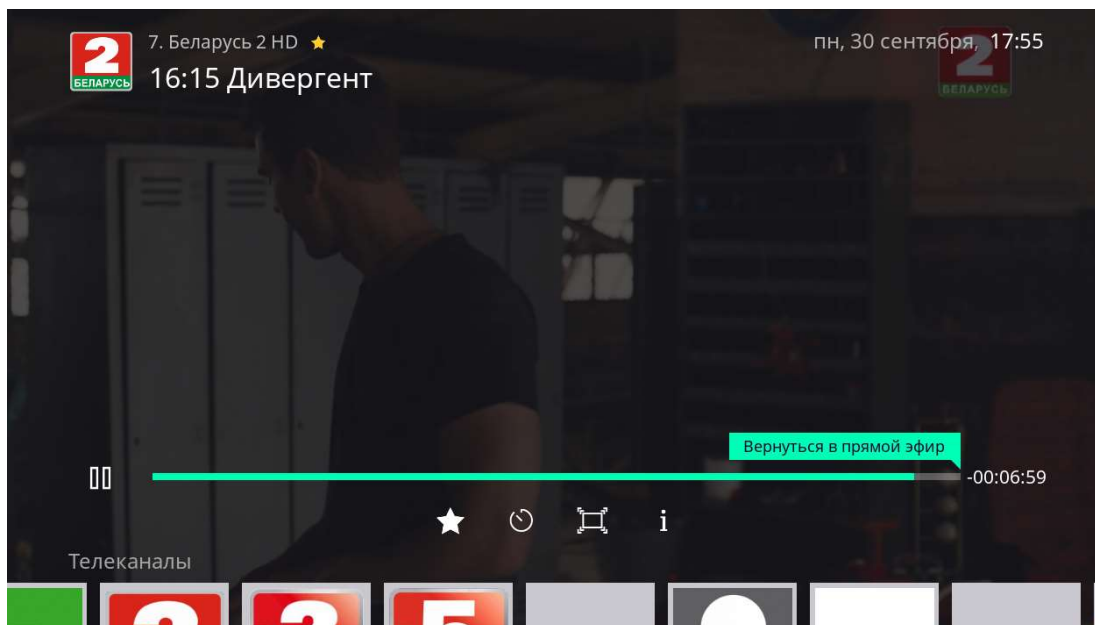 2
БЕЛАРУСЬ
7. Беларусь 2 HD
16:15 Дивергент
пн, 30 сентября, 17:55
2
БЕЛАРУСЬ
Вернуться в прямой эфир
-00:06:59
i
Телеканалы
5